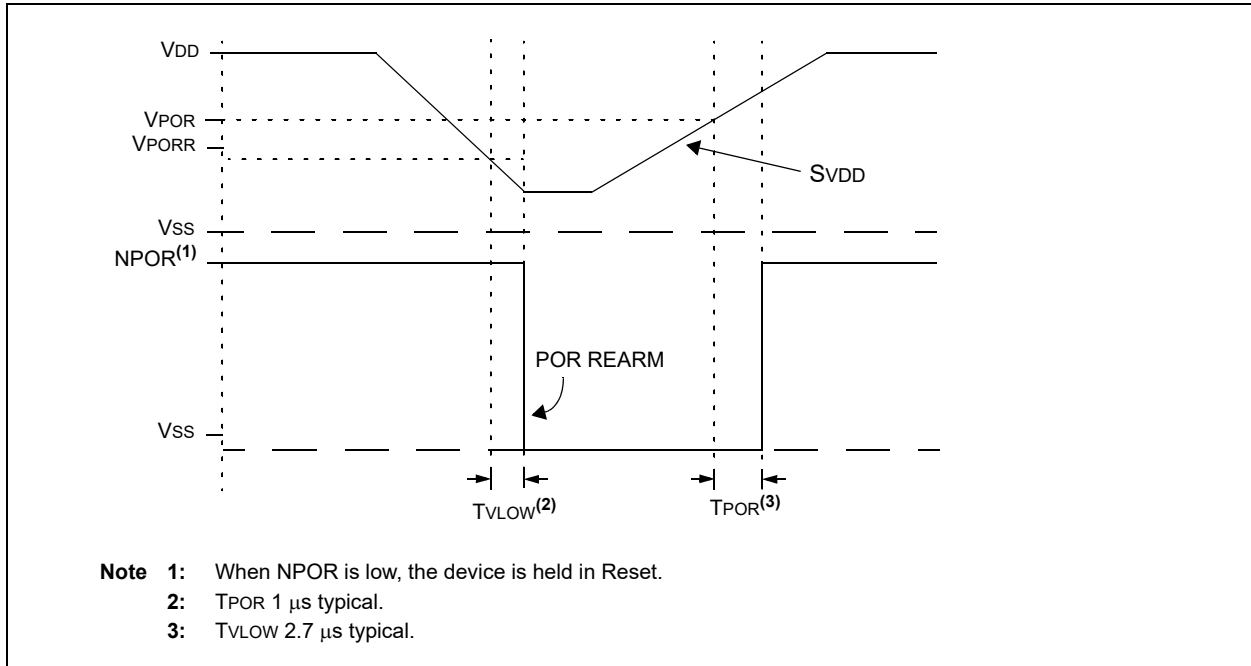 VDD
VPOR
VPORR
SVDD
VSS
NPOR(1)
POR REARM
VSS
TVLOW(2) TPOR(3)
Note 1: When NPOR is low, the device is held in Reset.
2: TPOR 1 μs typical.
3: TVLOW 2.7 μs typical.